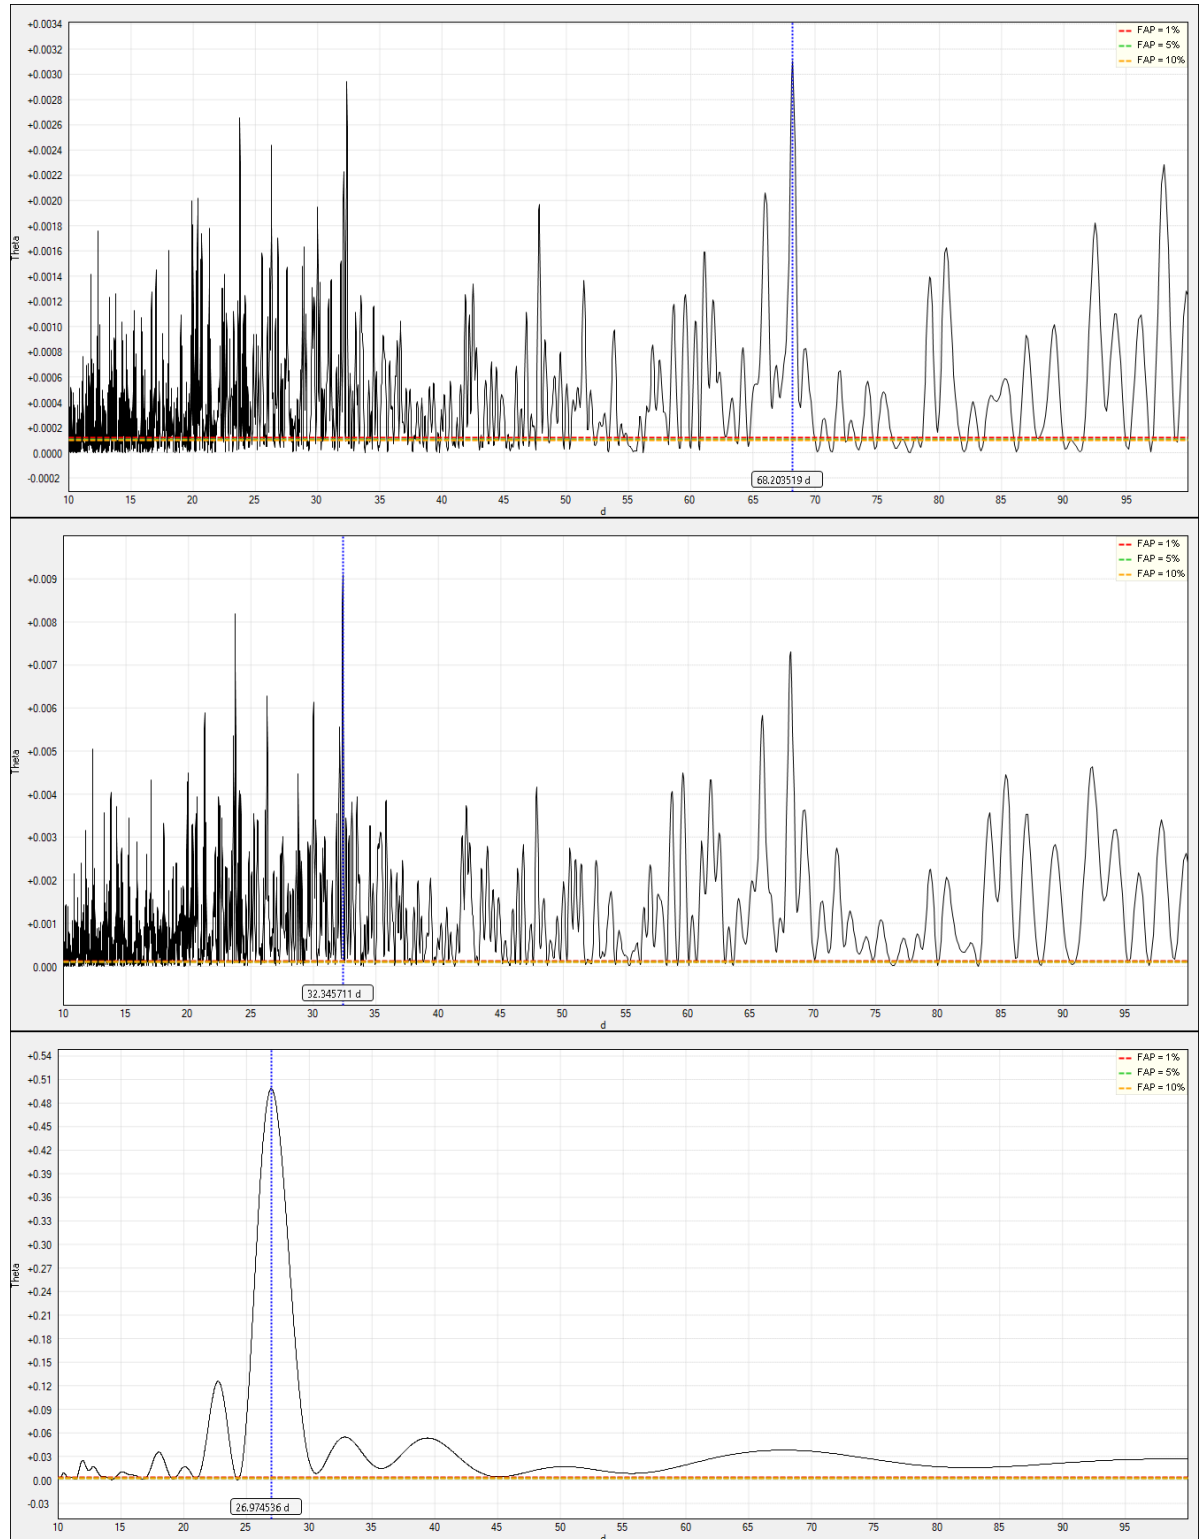 +0.0034
+0.0032
+0.0030
+0.0028
+0.0026
+0.0024
+0.0022
+0.0020
+0.0018
+0.0016
+0.0014
+0.0012
+0.0010
+0.0008
+0.0006
+0.0004
+0.0002
0.0000
-0.0002
Theta
FAP = 1%
FAP = 5%
FAP = 10%
68.203519 d
10 15 20 25 30 35 40 45 50 55 60 65 70 75 80 85 90 95
d
+0.009
+0.008
+0.007
+0.006
+0.005
+0.004
+0.003
+0.002
+0.001
0.000
Theta
FAP = 1%
FAP = 5%
FAP = 10%
32.345711 d
10 15 20 25 30 35 40 45 50 55 60 65 70 75 80 85 90 95
d
+0.54
+0.51
+0.48
+0.45
+0.42
+0.39
+0.36
+0.33
+0.30
+0.27
+0.24
+0.21
+0.18
+0.15
+0.12
+0.09
+0.06
+0.03
0.00
-0.03
Theta
FAP = 1%
FAP = 5%
FAP = 10%
26.974536 d
10 15 20 25 30 35 40 45 50 55 60 65 70 75 80 85 90 95
d